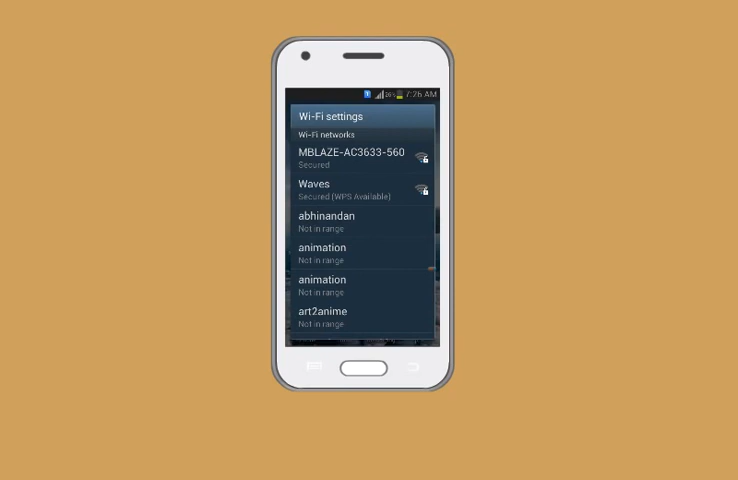 7:26 AM
Wi-Fi settings
Wi-Fi networks
MBLAZE-AC3633-560
Secured
Waves
Secured (WPS Available)
abhinandan
Not in range
animation
Not in range
animation
Not in range
art2anime
Not in range